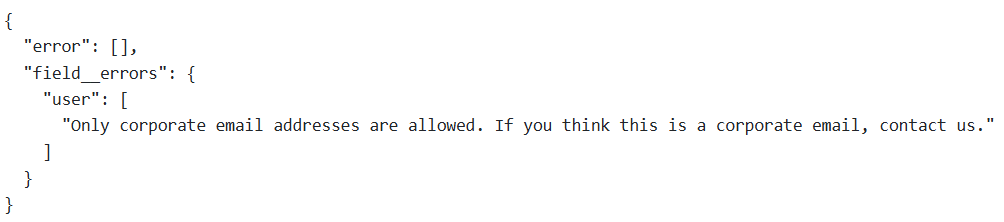 {
  "error": [],
  "field__errors": {
    "user": [
      "Only corporate email addresses are allowed. If you think this is a corporate email, contact us."
    ]
  }
}